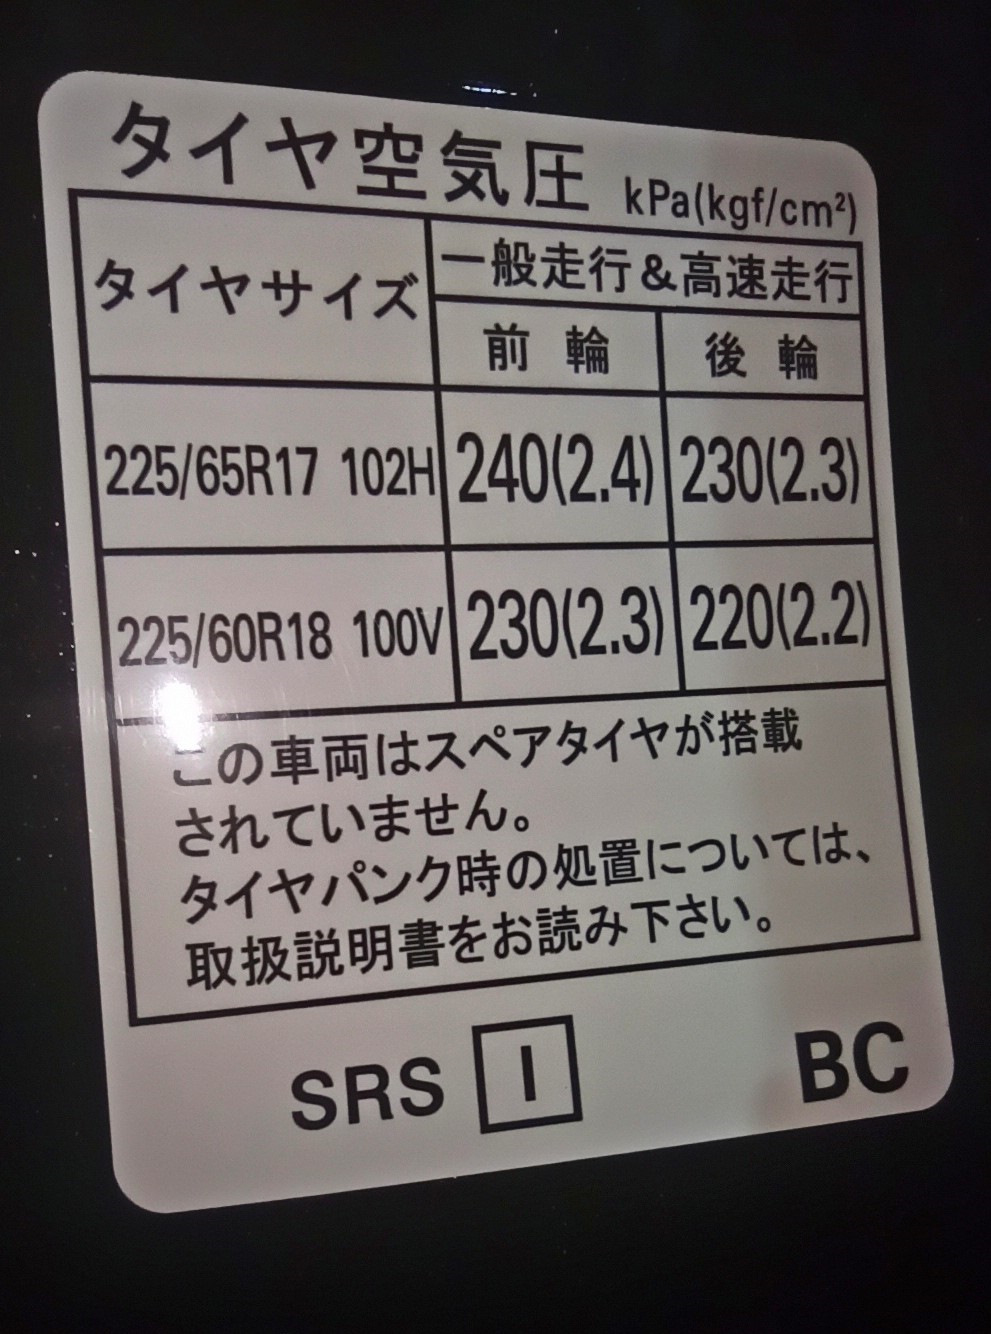 タイヤ空気圧 kPa(kgf/cm²)
タイヤサイズ 一般走行&高速走行
前輪 後輪
225/65R17 102H 240(2.4) 230(2.3)
225/60R18 100V 230(2.3) 220(2.2)
この車両はスペアタイヤが搭載
されていません。
タイヤパンク時の処置については、
取扱説明書をお読み下さい。
SRS I BC